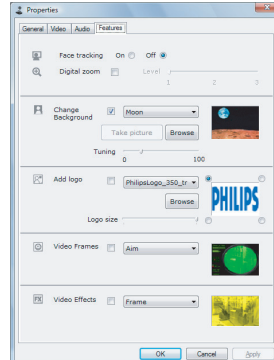 Properties
General Video Audio Features
Face tracking On Off
Digital zoom Level
1 2 3
Change Background Moon
Take picture Browse
Tuning
0 100
Add logo PhilipsLogo_350_tr
Browse
PHILIPS
Logo size
Video Frames Aim
FX Video Effects Frame
OK Cancel Apply